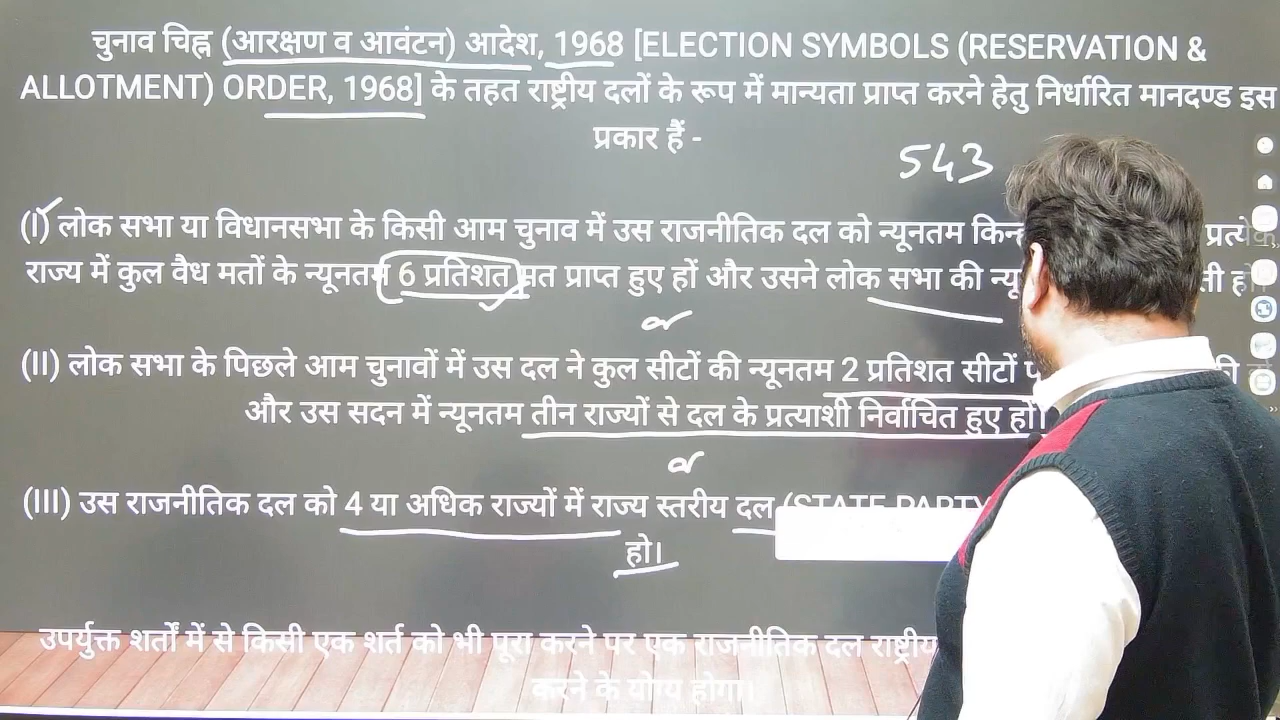 चुनाव चिह्न (आरक्षण व आवंटन) आदेश, 1968 [ELECTION SYMBOLS (RESERVATION &
ALLOTMENT) ORDER, 1968] के तहत राष्ट्रीय दलों के रूप में मान्यता प्राप्त करने हेतु निर्धारित मानदण्ड इस
प्रकार हैं -
543
(I) लोक सभा या विधानसभा के किसी आम चुनाव में उस राजनीतिक दल को न्यूनतम
राज्य में कुल वैध मतों के न्यूनतम 6 प्रतिशत मत प्राप्त हुए हों और उसने लोक सभा की
or
(II) लोक सभा के पिछले आम चुनावों में उस दल ने कुल सीटों की न्यूनतम 2 प्रतिशत सीटों
और उस सदन में न्यूनतम तीन राज्यों से दल के प्रत्याशी निर्वाचित हुए हों।
or
(III) उस राजनीतिक दल को 4 या अधिक राज्यों में राज्य स्तरीय दल (STATE PARTY
हो।
उपर्युक्त शर्तों में से किसी एक शर्त को भी पूरा करने पर एक राजनीतिक दल राष्ट्रीय
करने के योग्य होगा।